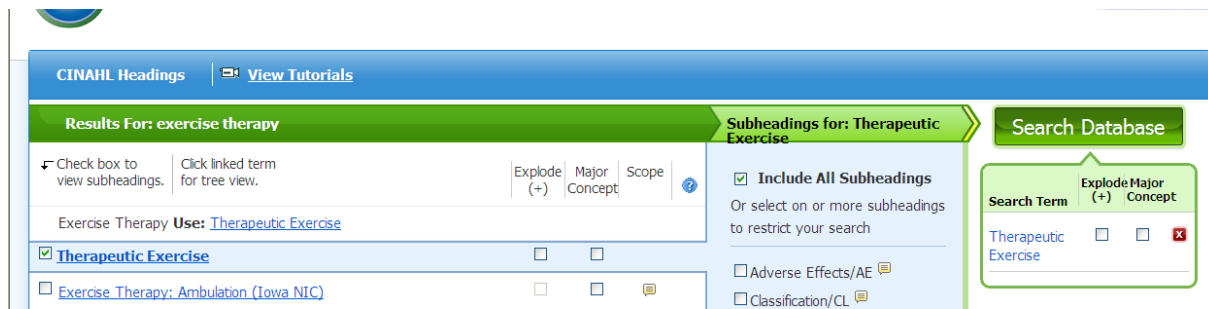 CINAHL Headings View Tutorials
Results For: exercise therapy
Subheadings for: Therapeutic
Exercise
Search Database
Check box to
view subheadings.
Click linked term
for tree view.
Explode
(+)
Major
Concept
Scope
Include All Subheadings
Or select on or more subheadings
to restrict your search
Search Term
Explode
(+)
Major
Concept
Exercise Therapy Use: Therapeutic Exercise
Therapeutic Exercise
Therapeutic
Exercise
Adverse Effects/AE
Exercise Therapy: Ambulation (Iowa NIC)
Classification/CL